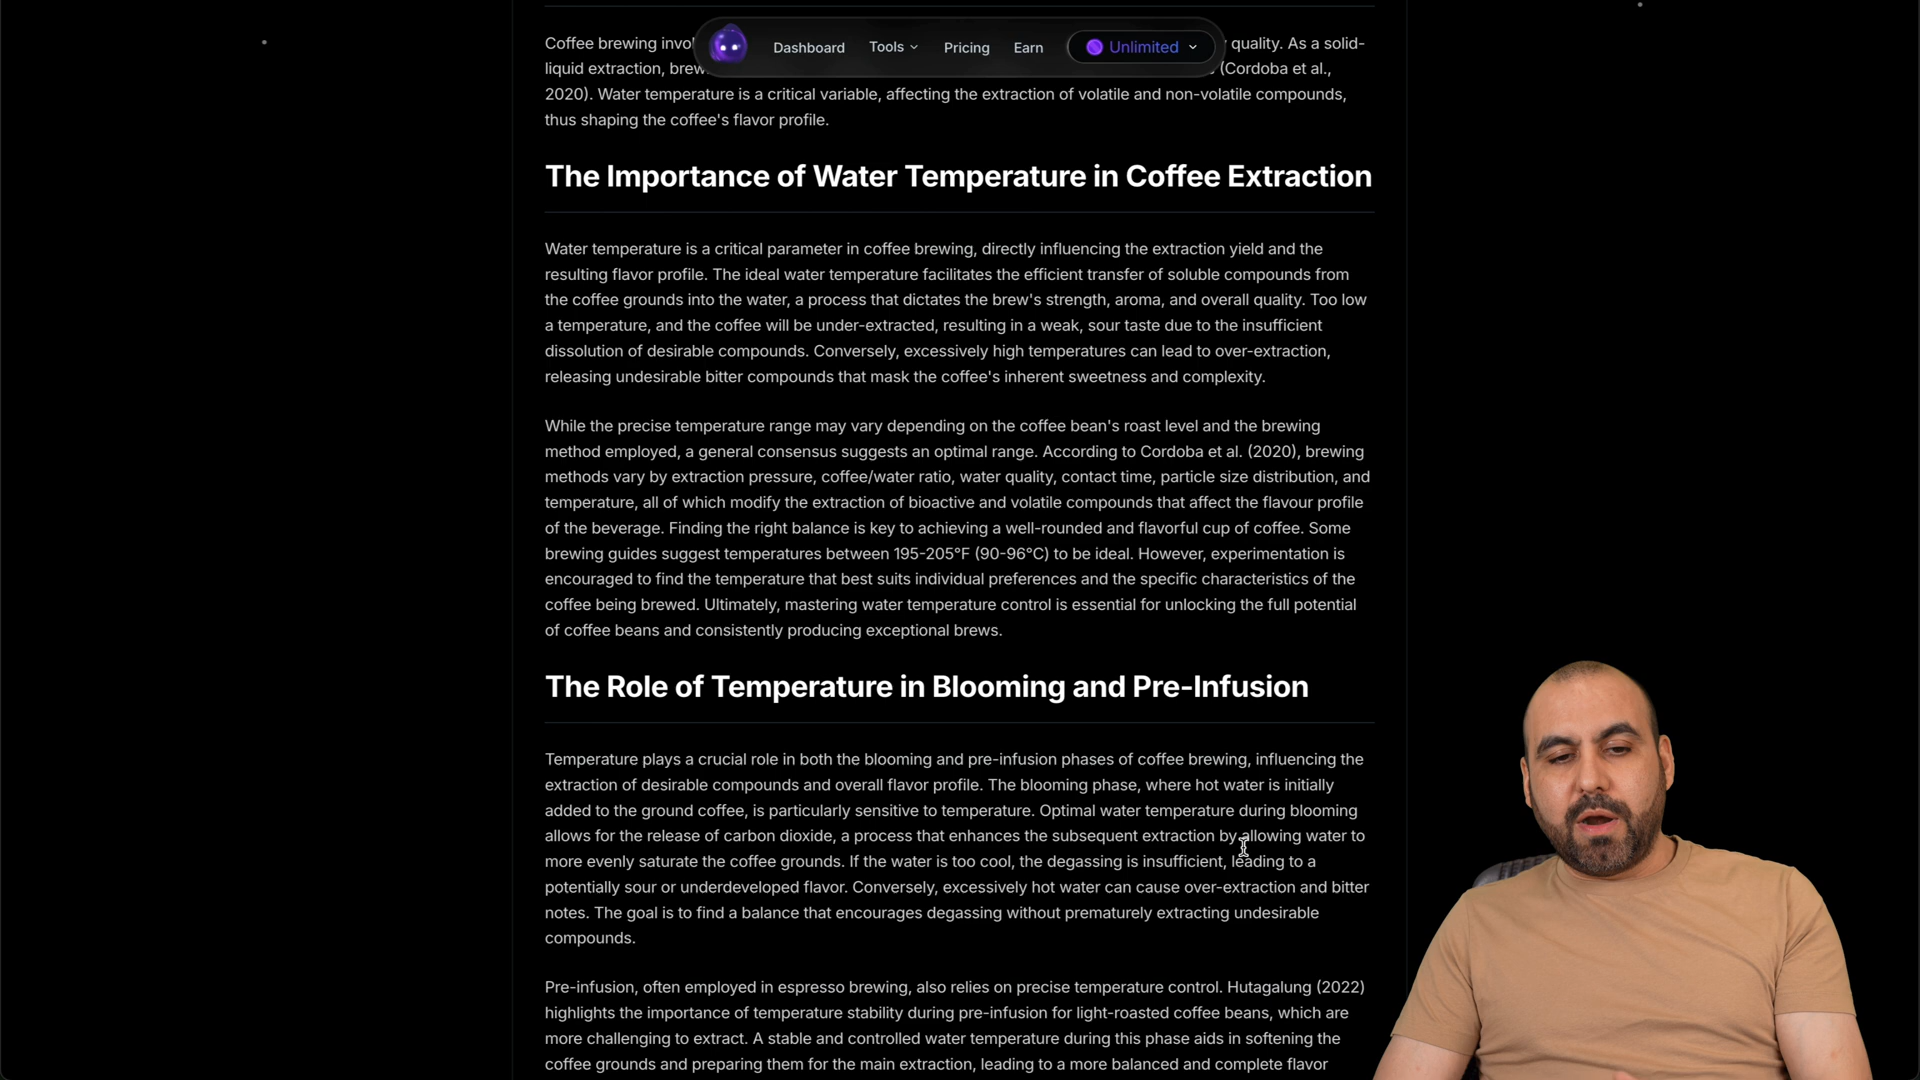 Dashboard
Tools
Pricing
Earn
Unlimited
Coffee brewing quality. As a solid-
liquid extraction, (Cordoba et al.,
2020). Water temperature is a critical variable, affecting the extraction of volatile and non-volatile compounds,
thus shaping the coffee's flavor profile.
The Importance of Water Temperature in Coffee Extraction
Water temperature is a critical parameter in coffee brewing, directly influencing the extraction yield and the
resulting flavor profile. The ideal water temperature facilitates the efficient transfer of soluble compounds from
the coffee grounds into the water, a process that dictates the brew's strength, aroma, and overall quality. Too low
a temperature, and the coffee will be under-extracted, resulting in a weak, sour taste due to the insufficient
dissolution of desirable compounds. Conversely, excessively high temperatures can lead to over-extraction,
releasing undesirable bitter compounds that mask the coffee's inherent sweetness and complexity.
While the precise temperature range may vary depending on the coffee bean's roast level and the brewing
method employed, a general consensus suggests an optimal range. According to Cordoba et al. (2020), brewing
methods vary by extraction pressure, coffee/water ratio, water quality, contact time, particle size distribution, and
temperature, all of which modify the extraction of bioactive and volatile compounds that affect the flavour profile
of the beverage. Finding the right balance is key to achieving a well-rounded and flavorful cup of coffee. Some
brewing guides suggest temperatures between 195-205°F (90-96°C) to be ideal. However, experimentation is
encouraged to find the temperature that best suits individual preferences and the specific characteristics of the
coffee being brewed. Ultimately, mastering water temperature control is essential for unlocking the full potential
of coffee beans and consistently producing exceptional brews.
The Role of Temperature in Blooming and Pre-Infusion
Temperature plays a crucial role in both the blooming and pre-infusion phases of coffee brewing, influencing the
extraction of desirable compounds and overall flavor profile. The blooming phase, where hot water is initially
added to the ground coffee, is particularly sensitive to temperature. Optimal water temperature during blooming
allows for the release of carbon dioxide, a process that enhances the subsequent extraction by allowing water to
more evenly saturate the coffee grounds. If the water is too cool, the degassing is insufficient, leading to a
potentially sour or underdeveloped flavor. Conversely, excessively hot water can cause over-extraction and bitter
notes. The goal is to find a balance that encourages degassing without prematurely extracting undesirable
compounds.
Pre-infusion, often employed in espresso brewing, also relies on precise temperature control. Hutagalung (2022)
highlights the importance of temperature stability during pre-infusion for light-roasted coffee beans, which are
more challenging to extract. A stable and controlled water temperature during this phase aids in softening the
coffee grounds and preparing them for the main extraction, leading to a more balanced and complete flavor